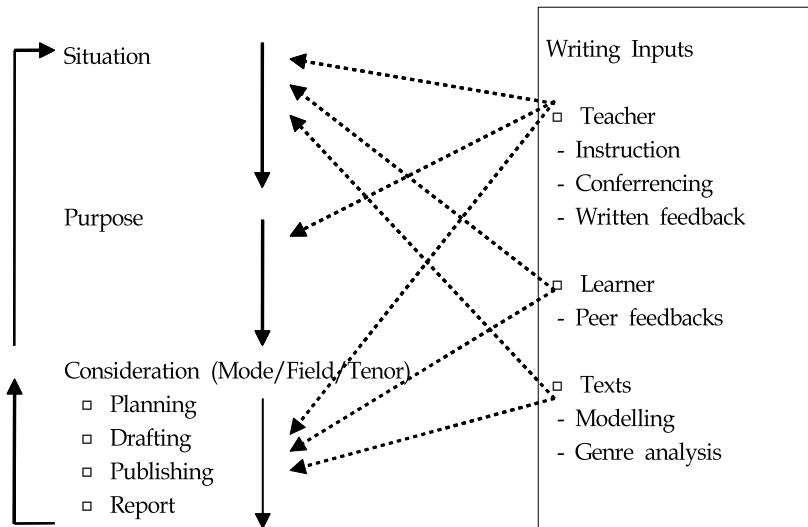 Situation
Purpose
Consideration (Mode/Field/Tenor)
Planning
Drafting
Publishing
Report
Writing Inputs
Teacher
- Instruction
- Conferrencing
- Written feedback
Learner
- Peer feedbacks
Texts
- Modelling
- Genre analysis